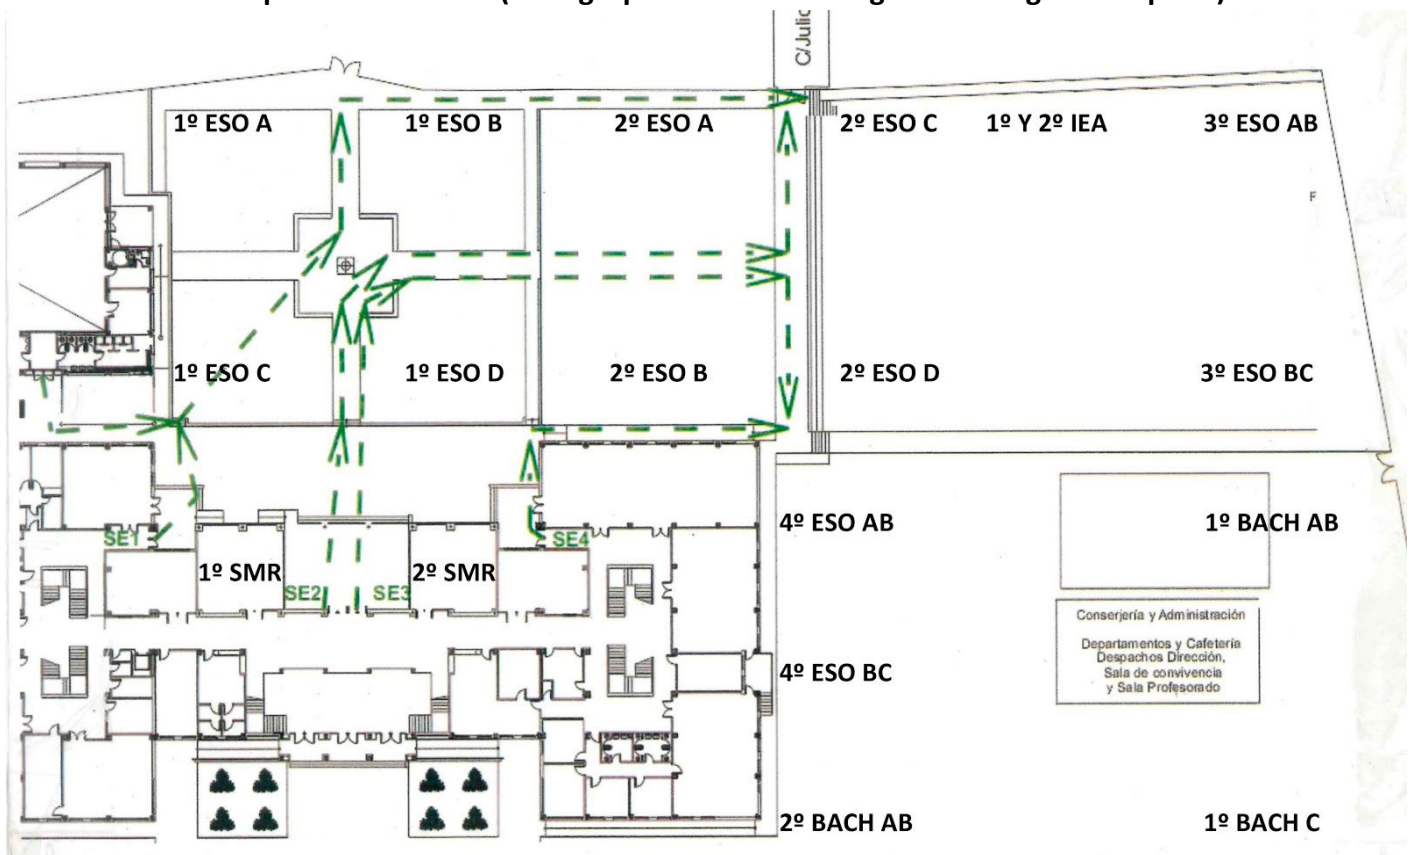 C/Julio
1º ESO A
1º ESO B
2º ESO A
2º ESO C
1º Y 2º IEA
3º ESO AB
F
1º ESO C
1º ESO D
2º ESO B
2º ESO D
3º ESO BC
SE1
SE4
4º ESO AB
1º BACH AB
1º SMR
2º SMR
SE2
SE3
Conserjería y Administración
Departamentos y Cafetería
Despachos Dirección,
Sala de convivencia
y Sala Profesorado
4º ESO BC
2º BACH AB
1º BACH C